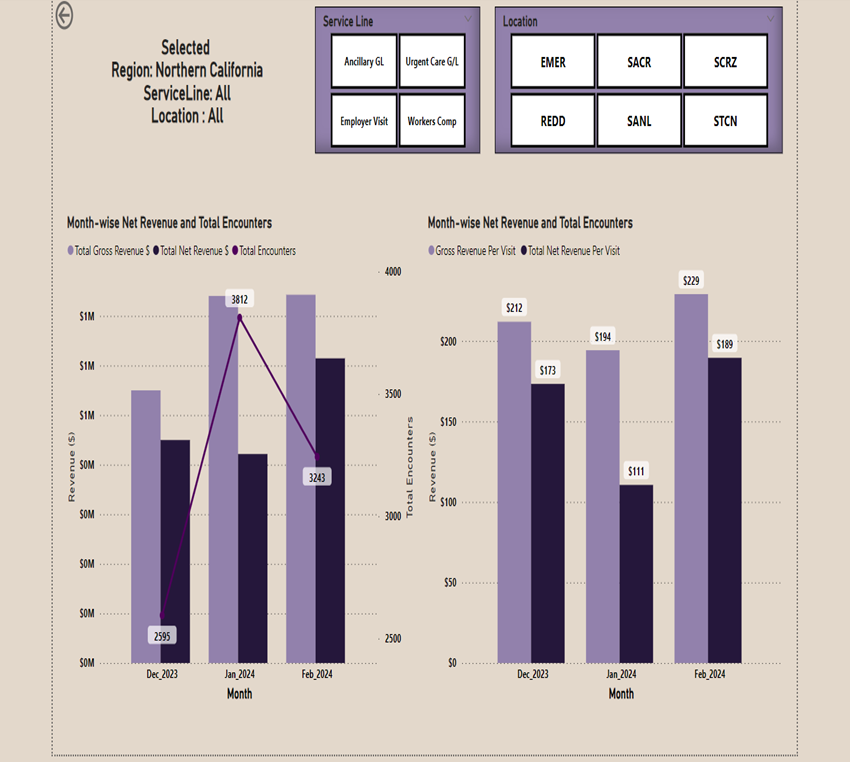 Selected
Region: Northern California
ServiceLine: All
Location : All
Service Line
Ancillary GL
Urgent Care G/L
Employer Visit
Workers Comp
Location
EMER
SACR
SCRZ
REDD
SANL
STCN
Month-wise Net Revenue and Total Encounters
Total Gross Revenue $ Total Net Revenue $ Total Encounters
Revenue ($)
$1M
$1M
$1M
$0M
$0M
$0M
$0M
$0M
4000
3500
3000
2500
Total Encounters
3812
3243
2595
Dec_2023
Jan_2024
Feb_2024
Month
Month-wise Net Revenue and Total Encounters
Gross Revenue Per Visit Total Net Revenue Per Visit
Revenue ($)
$200
$150
$100
$50
$0
$212
$173
$194
$111
$229
$189
Dec_2023
Jan_2024
Feb_2024
Month